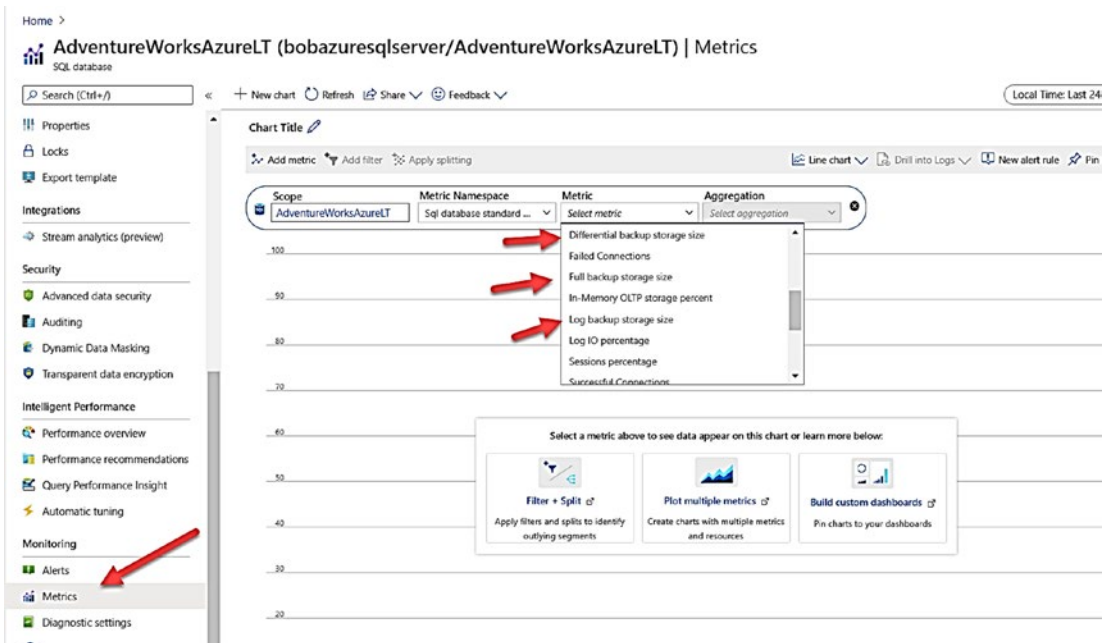 Home >
AdventureWorksAzureLT (bobazuresqlserver/AdventureWorksAzureLT) | Metrics
SQL database
Search (Ctrl+/)
«
New chart Refresh Share Feedback
Local Time: Last 24
Properties
Locks
Export template
Integrations
Stream analytics (preview)
Security
Advanced data security
Auditing
Dynamic Data Masking
Transparent data encryption
Intelligent Performance
Performance overview
Performance recommendations
Query Performance Insight
Automatic tuning
Monitoring
Alerts
Metrics
Diagnostic settings
Chart Title
Add metric Add filter Apply splitting
Line chart Drill into Logs New alert rule Pin
Scope Metric Namespace Metric Aggregation
AdventureWorksAzureLT Sql database standard ... Select metric Select aggregation
Differential backup storage size
Failed Connections
Full backup storage size
In-Memory OLTP storage percent
Log backup storage size
Log IO percentage
Sessions percentage
Successful Connections
100
90
80
70
60
50
40
30
20
Select a metric above to see data appear on this chart or learn more below:
Filter + Split
Apply filters and splits to identify
outlying segments
Plot multiple metrics
Create charts with multiple metrics
and resources
Build custom dashboards
Pin charts to your dashboards